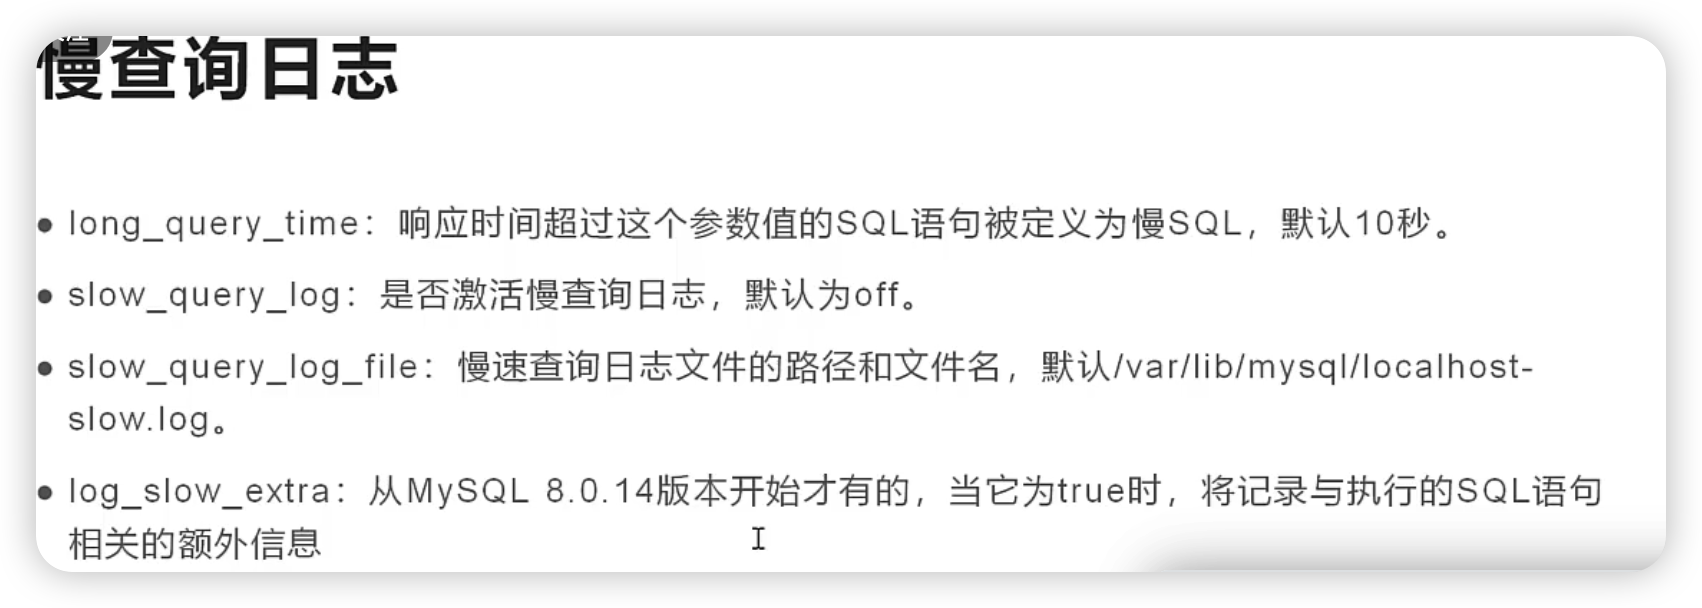 慢查询日志
● long_query_time：响应时间超过这个参数值的SQL语句被定义为慢SQL，默认10秒。
● slow_query_log：是否激活慢查询日志，默认为off。
● slow_query_log_file：慢速查询日志文件的路径和文件名，默认/var/lib/mysql/localhost-
slow.log。
● log_slow_extra：从MySQL 8.0.14版本开始才有的，当它为true时，将记录与执行的SQL语句
相关的额外信息